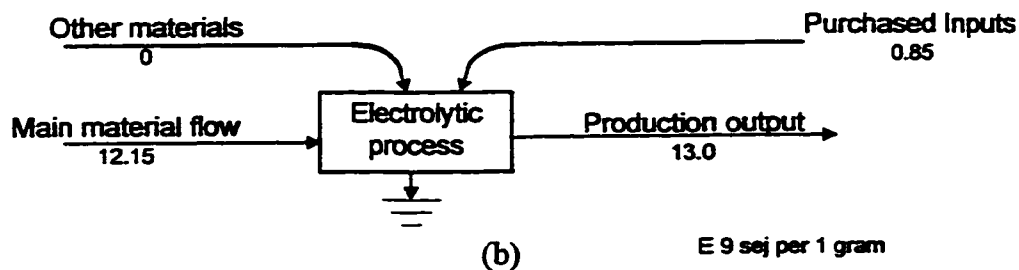 Other materials
0
Purchased Inputs
0.85
Main material flow
12.15
Electrolytic
process
Production output
13.0
(b)
E 9 sej per 1 gram